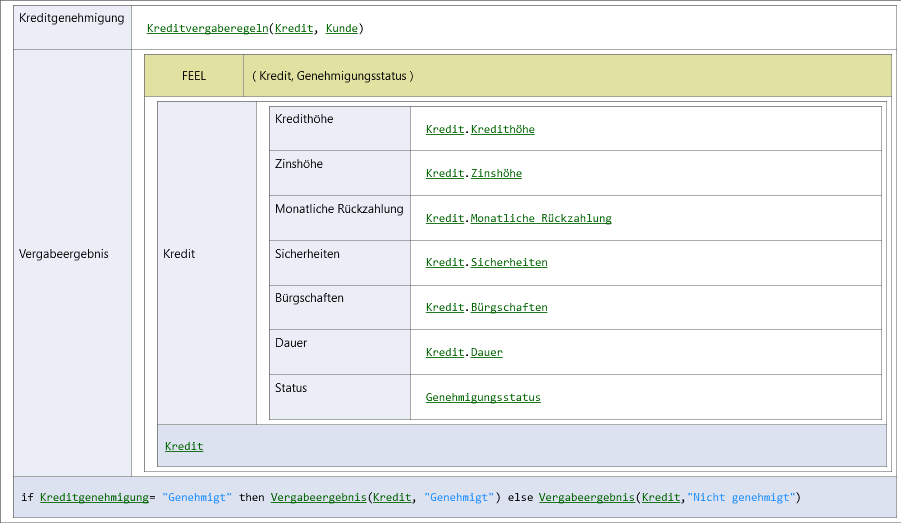 Kreditgenehmigung
Kreditvergaberegeln(Kredit, Kunde)
Vergabeergebnis
FEEL
( Kredit, Genehmigungsstatus )
Kredit
Kredithöhe
Kredit.Kredithöhe
Zinshöhe
Kredit.Zinshöhe
Monatliche Rückzahlung
Kredit.Monatliche Rückzahlung
Sicherheiten
Kredit.Sicherheiten
Bürgschaften
Kredit.Bürgschaften
Dauer
Kredit.Dauer
Status
Genehmigungsstatus
Kredit
if Kreditgenehmigung= "Genehmigt" then Vergabeergebnis(Kredit, "Genehmigt") else Vergabeergebnis(Kredit,"Nicht genehmigt")